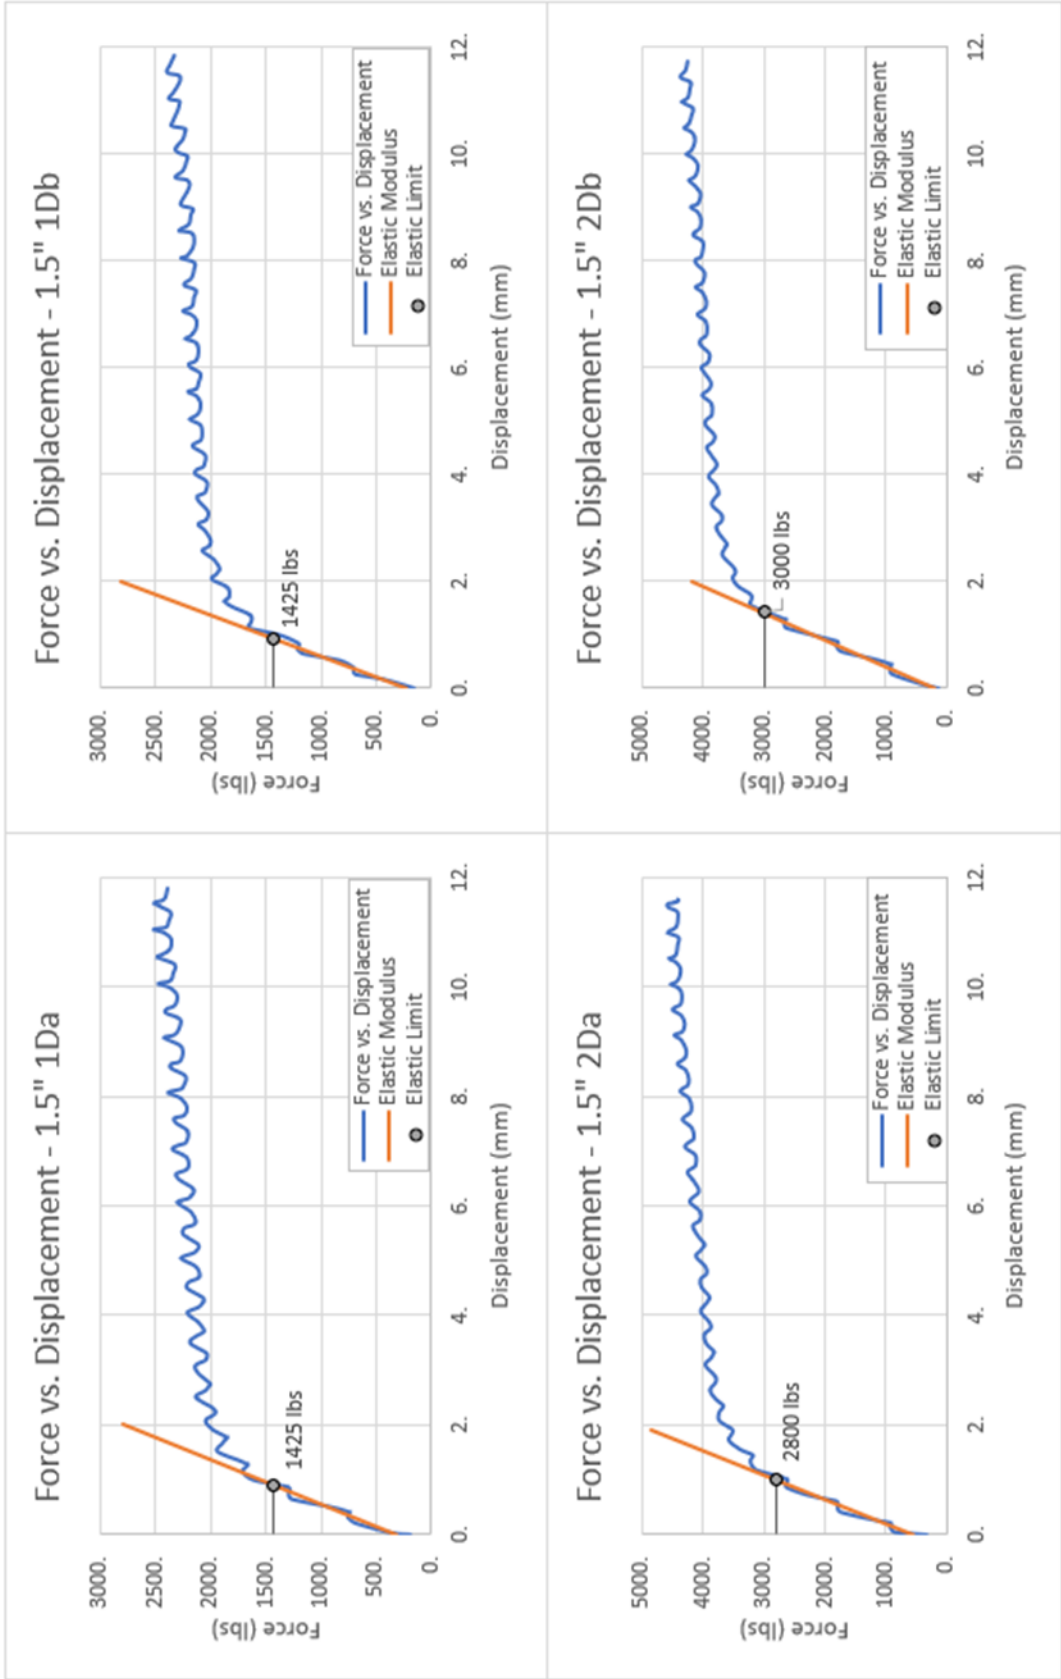 Force vs. Displacement - 1.5" 1Da
3000.
2500.
2000.
1500.
1000.
500.
0.
Force (lbs)
1425 lbs
Force vs. Displacement
Elastic Modulus
Elastic Limit
0.
2.
4.
6.
8.
10.
12.
Displacement (mm)
Force vs. Displacement - 1.5" 1Db
3000.
2500.
2000.
1500.
1000.
500.
0.
Force (lbs)
1425 lbs
Force vs. Displacement
Elastic Modulus
Elastic Limit
0.
2.
4.
6.
8.
10.
12.
Displacement (mm)
Force vs. Displacement - 1.5" 2Da
5000.
4000.
3000.
2000.
1000.
0.
Force (lbs)
2800 lbs
Force vs. Displacement
Elastic Modulus
Elastic Limit
0.
2.
4.
6.
8.
10.
12.
Displacement (mm)
Force vs. Displacement - 1.5" 2Db
5000.
4000.
3000.
2000.
1000.
0.
Force (lbs)
3000 lbs
Force vs. Displacement
Elastic Modulus
Elastic Limit
0.
2.
4.
6.
8.
10.
12.
Displacement (mm)